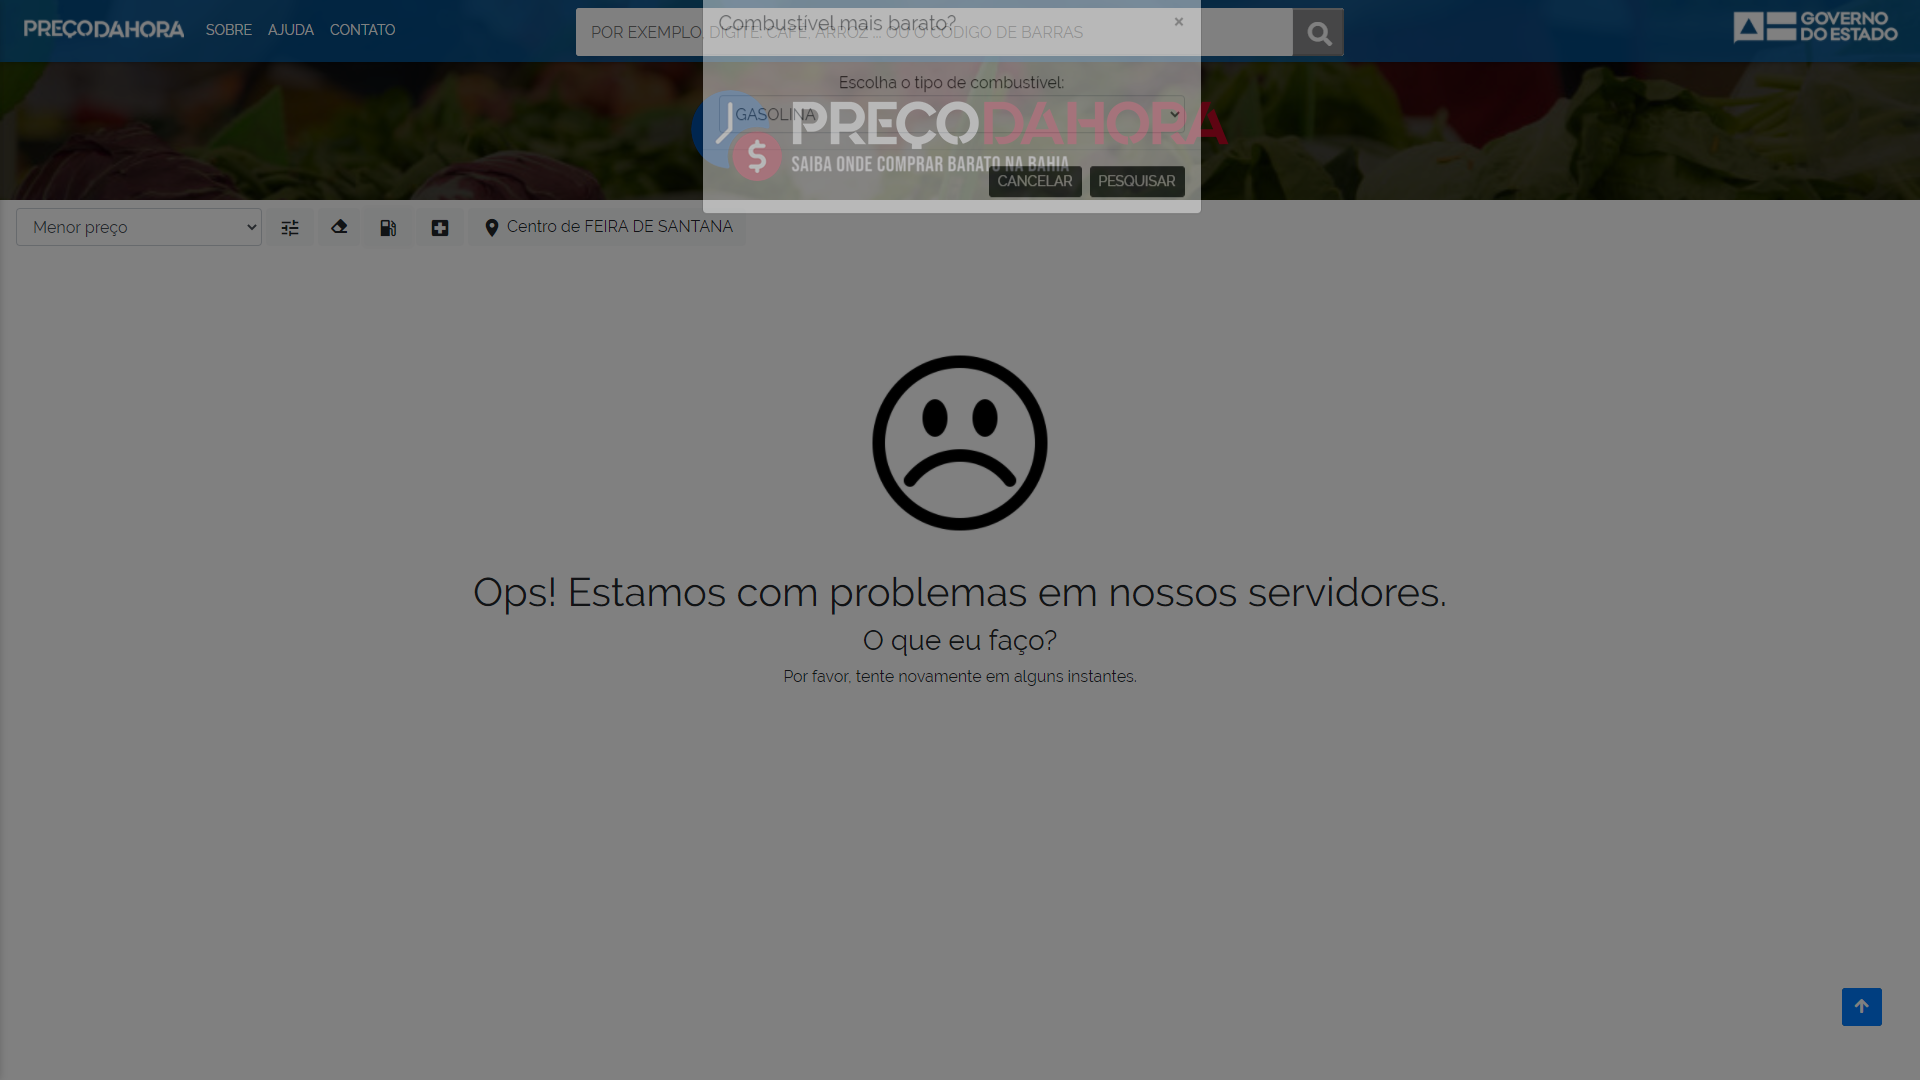 PREÇODAHORA SOBRE AJUDA CONTATO
Combustível mais barato? ×
POR EXEMPLO, DIGITE: CAFÉ, ARROZ ... OU O CÓDIGO DE BARRAS
GOVERNO
DO ESTADO
Escolha o tipo de combustível:
GASOLINA
PREÇODAHORA
$
SAIBA ONDE COMPRAR BARATO NA BAHIA
CANCELAR PESQUISAR
Menor preço
Centro de FEIRA DE SANTANA
Ops! Estamos com problemas em nossos servidores.
O que eu faço?
Por favor, tente novamente em alguns instantes.